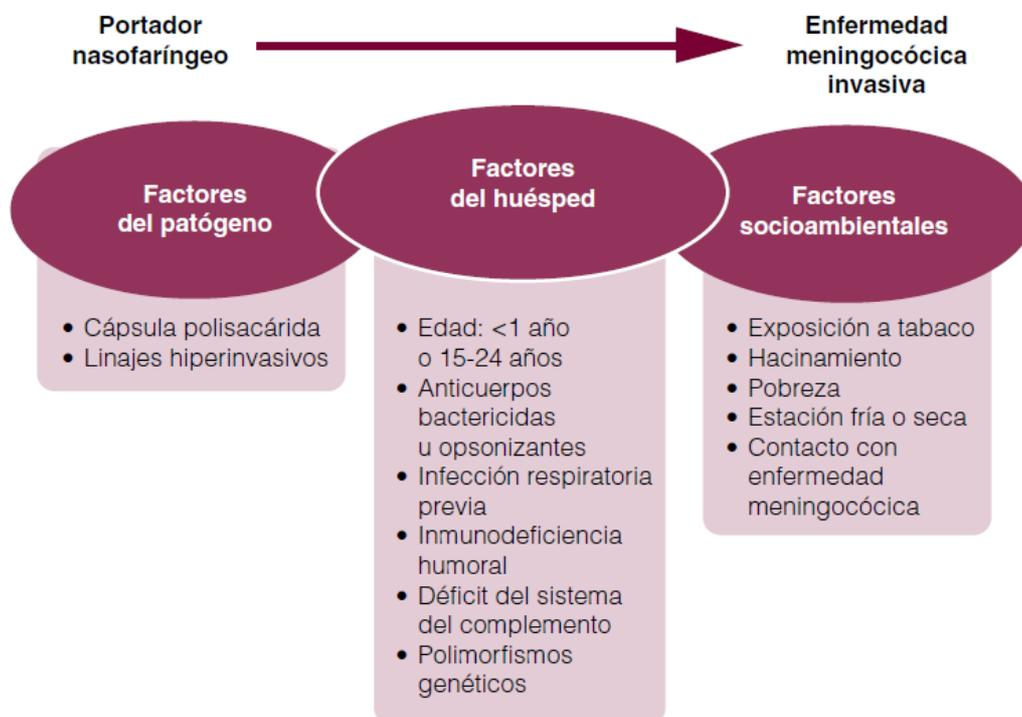 Portador
nasofaríngeo
Enfermedad
meningocócica
invasiva
Factores
del patógeno
Factores
del huésped
Factores
socioambientales
• Cápsula polisacárida
• Linajes hiperinvasivos
• Edad: <1 año
o 15-24 años
• Anticuerpos
bactericidas
u opsonizantes
• Infección respiratoria
previa
• Inmunodeficiencia
humoral
• Déficit del sistema
del complemento
• Polimorfismos
genéticos
• Exposición a tabaco
• Hacinamiento
• Pobreza
• Estación fría o seca
• Contacto con
enfermedad
meningocócica